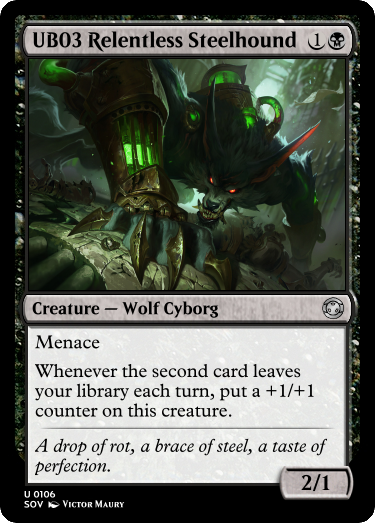 UB03 Relentless Steelhound 1
Creature — Wolf Cyborg
Menace
Whenever the second card leaves
your library each turn, put a +1/+1
counter on this creature.
A drop of rot, a brace of steel, a taste of
perfection.
2/1
U 0106
SOV Victor Maury